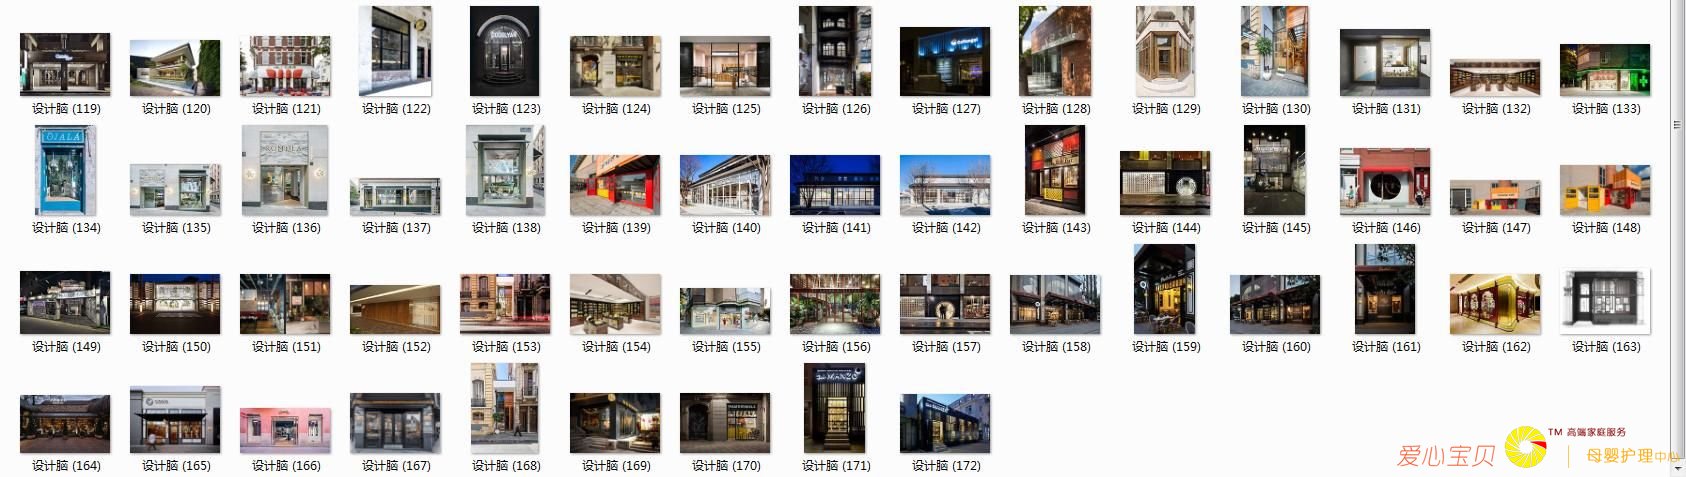 设计脑 (119) 设计脑 (120) 设计脑 (121) 设计脑 (122) 设计脑 (123) 设计脑 (124) 设计脑 (125) 设计脑 (126) 设计脑 (127) 设计脑 (128) 设计脑 (129) 设计脑 (130) 设计脑 (131) 设计脑 (132) 设计脑 (133)
OJALÁ
ROMULA
设计脑 (134) 设计脑 (135) 设计脑 (136) 设计脑 (137) 设计脑 (138) 设计脑 (139) 设计脑 (140) 设计脑 (141) 设计脑 (142) 设计脑 (143) 设计脑 (144) 设计脑 (145) 设计脑 (146) 设计脑 (147) 设计脑 (148)
设计脑 (149) 设计脑 (150) 设计脑 (151) 设计脑 (152) 设计脑 (153) 设计脑 (154) 设计脑 (155) 设计脑 (156) 设计脑 (157) 设计脑 (158) 设计脑 (159) 设计脑 (160) 设计脑 (161) 设计脑 (162) 设计脑 (163)
设计脑 (164) 设计脑 (165) 设计脑 (166) 设计脑 (167) 设计脑 (168) 设计脑 (169) 设计脑 (170) 设计脑 (171) 设计脑 (172)
爱心宝贝 TM 高端家庭服务
母婴护理中心